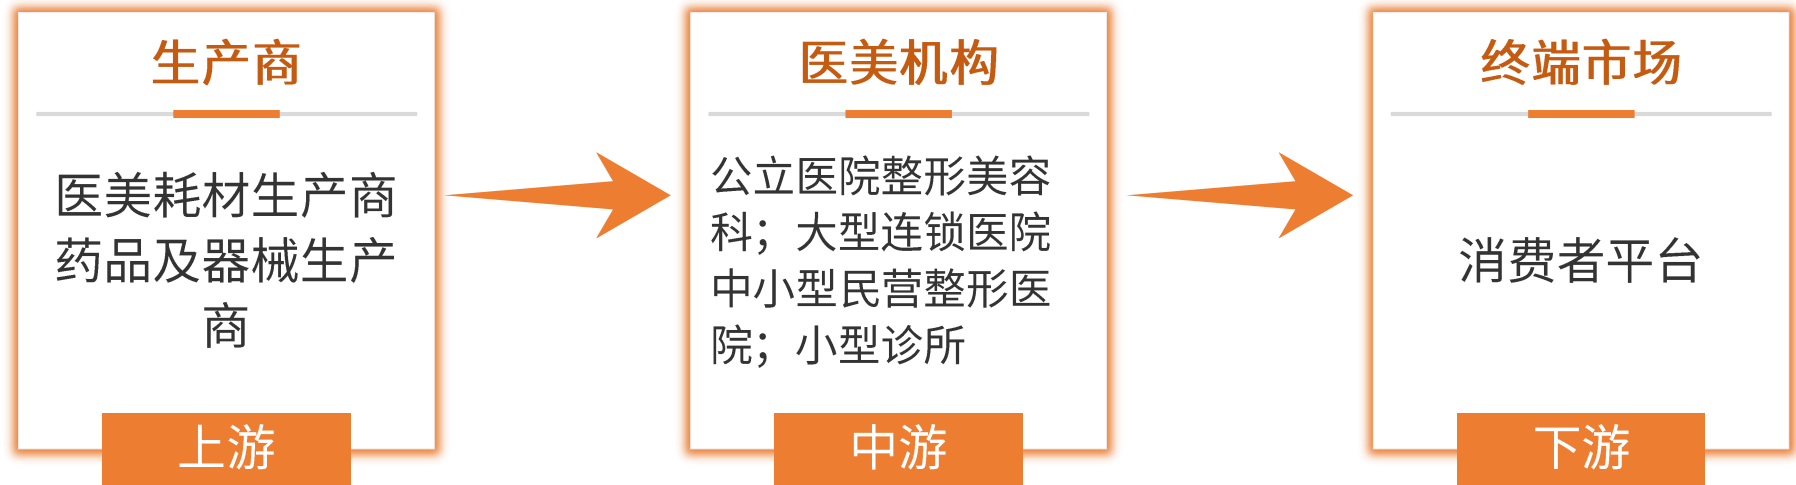 生产商
医美耗材生产商
药品及器械生产
商
上游
医美机构
公立医院整形美容
科；大型连锁医院
中小型民营整形医
院；小型诊所
中游
终端市场
消费者平台
下游